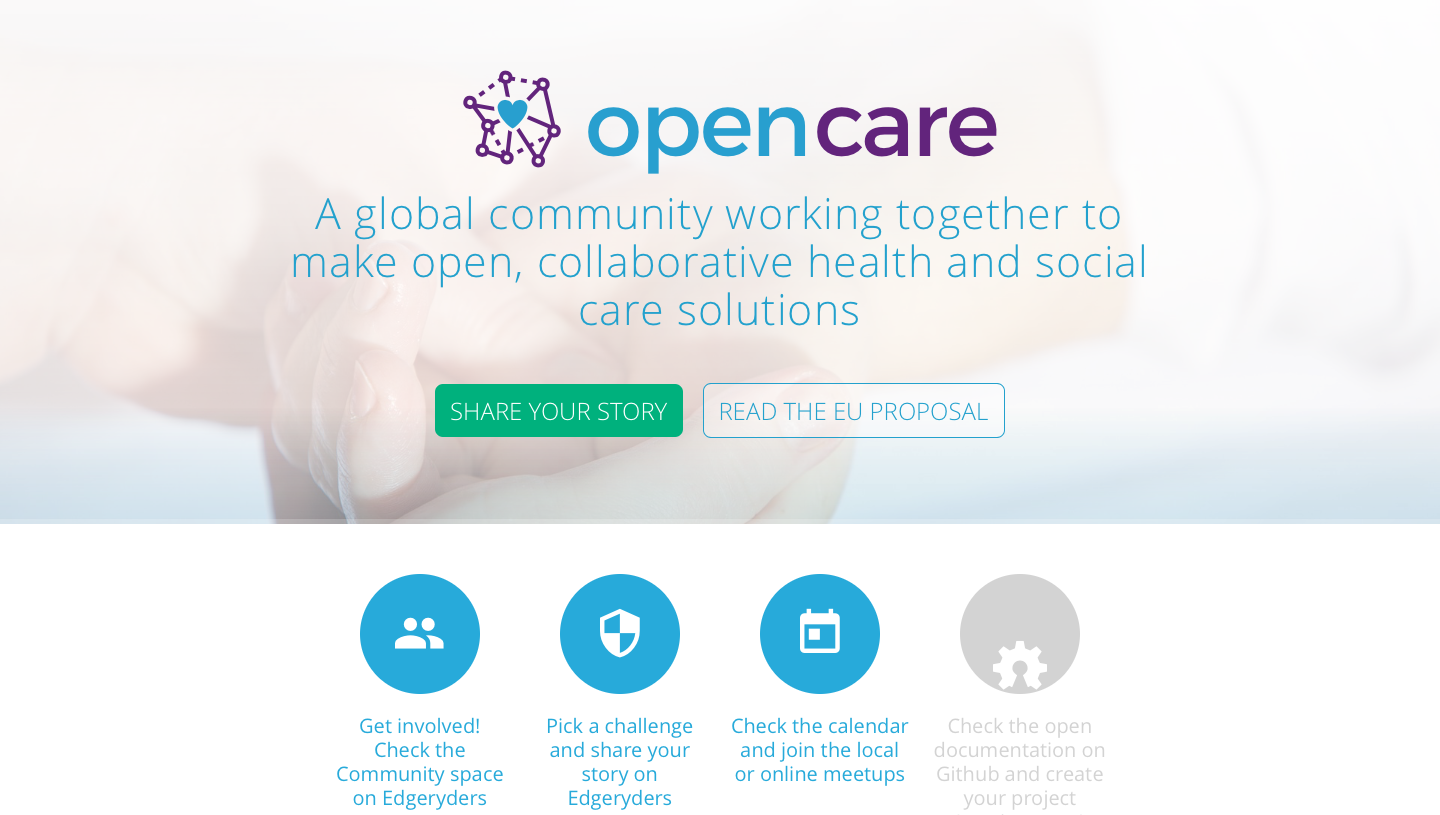 opencare
A global community working together to
make open, collaborative health and social
care solutions
SHARE YOUR STORY
READ THE EU PROPOSAL
Get involved!
Check the
Community space
on Edgeryders
Pick a challenge
and share your
story on
Edgeryders
Check the calendar
and join the local
or online meetups
Check the open
documentation on
Github and create
your project